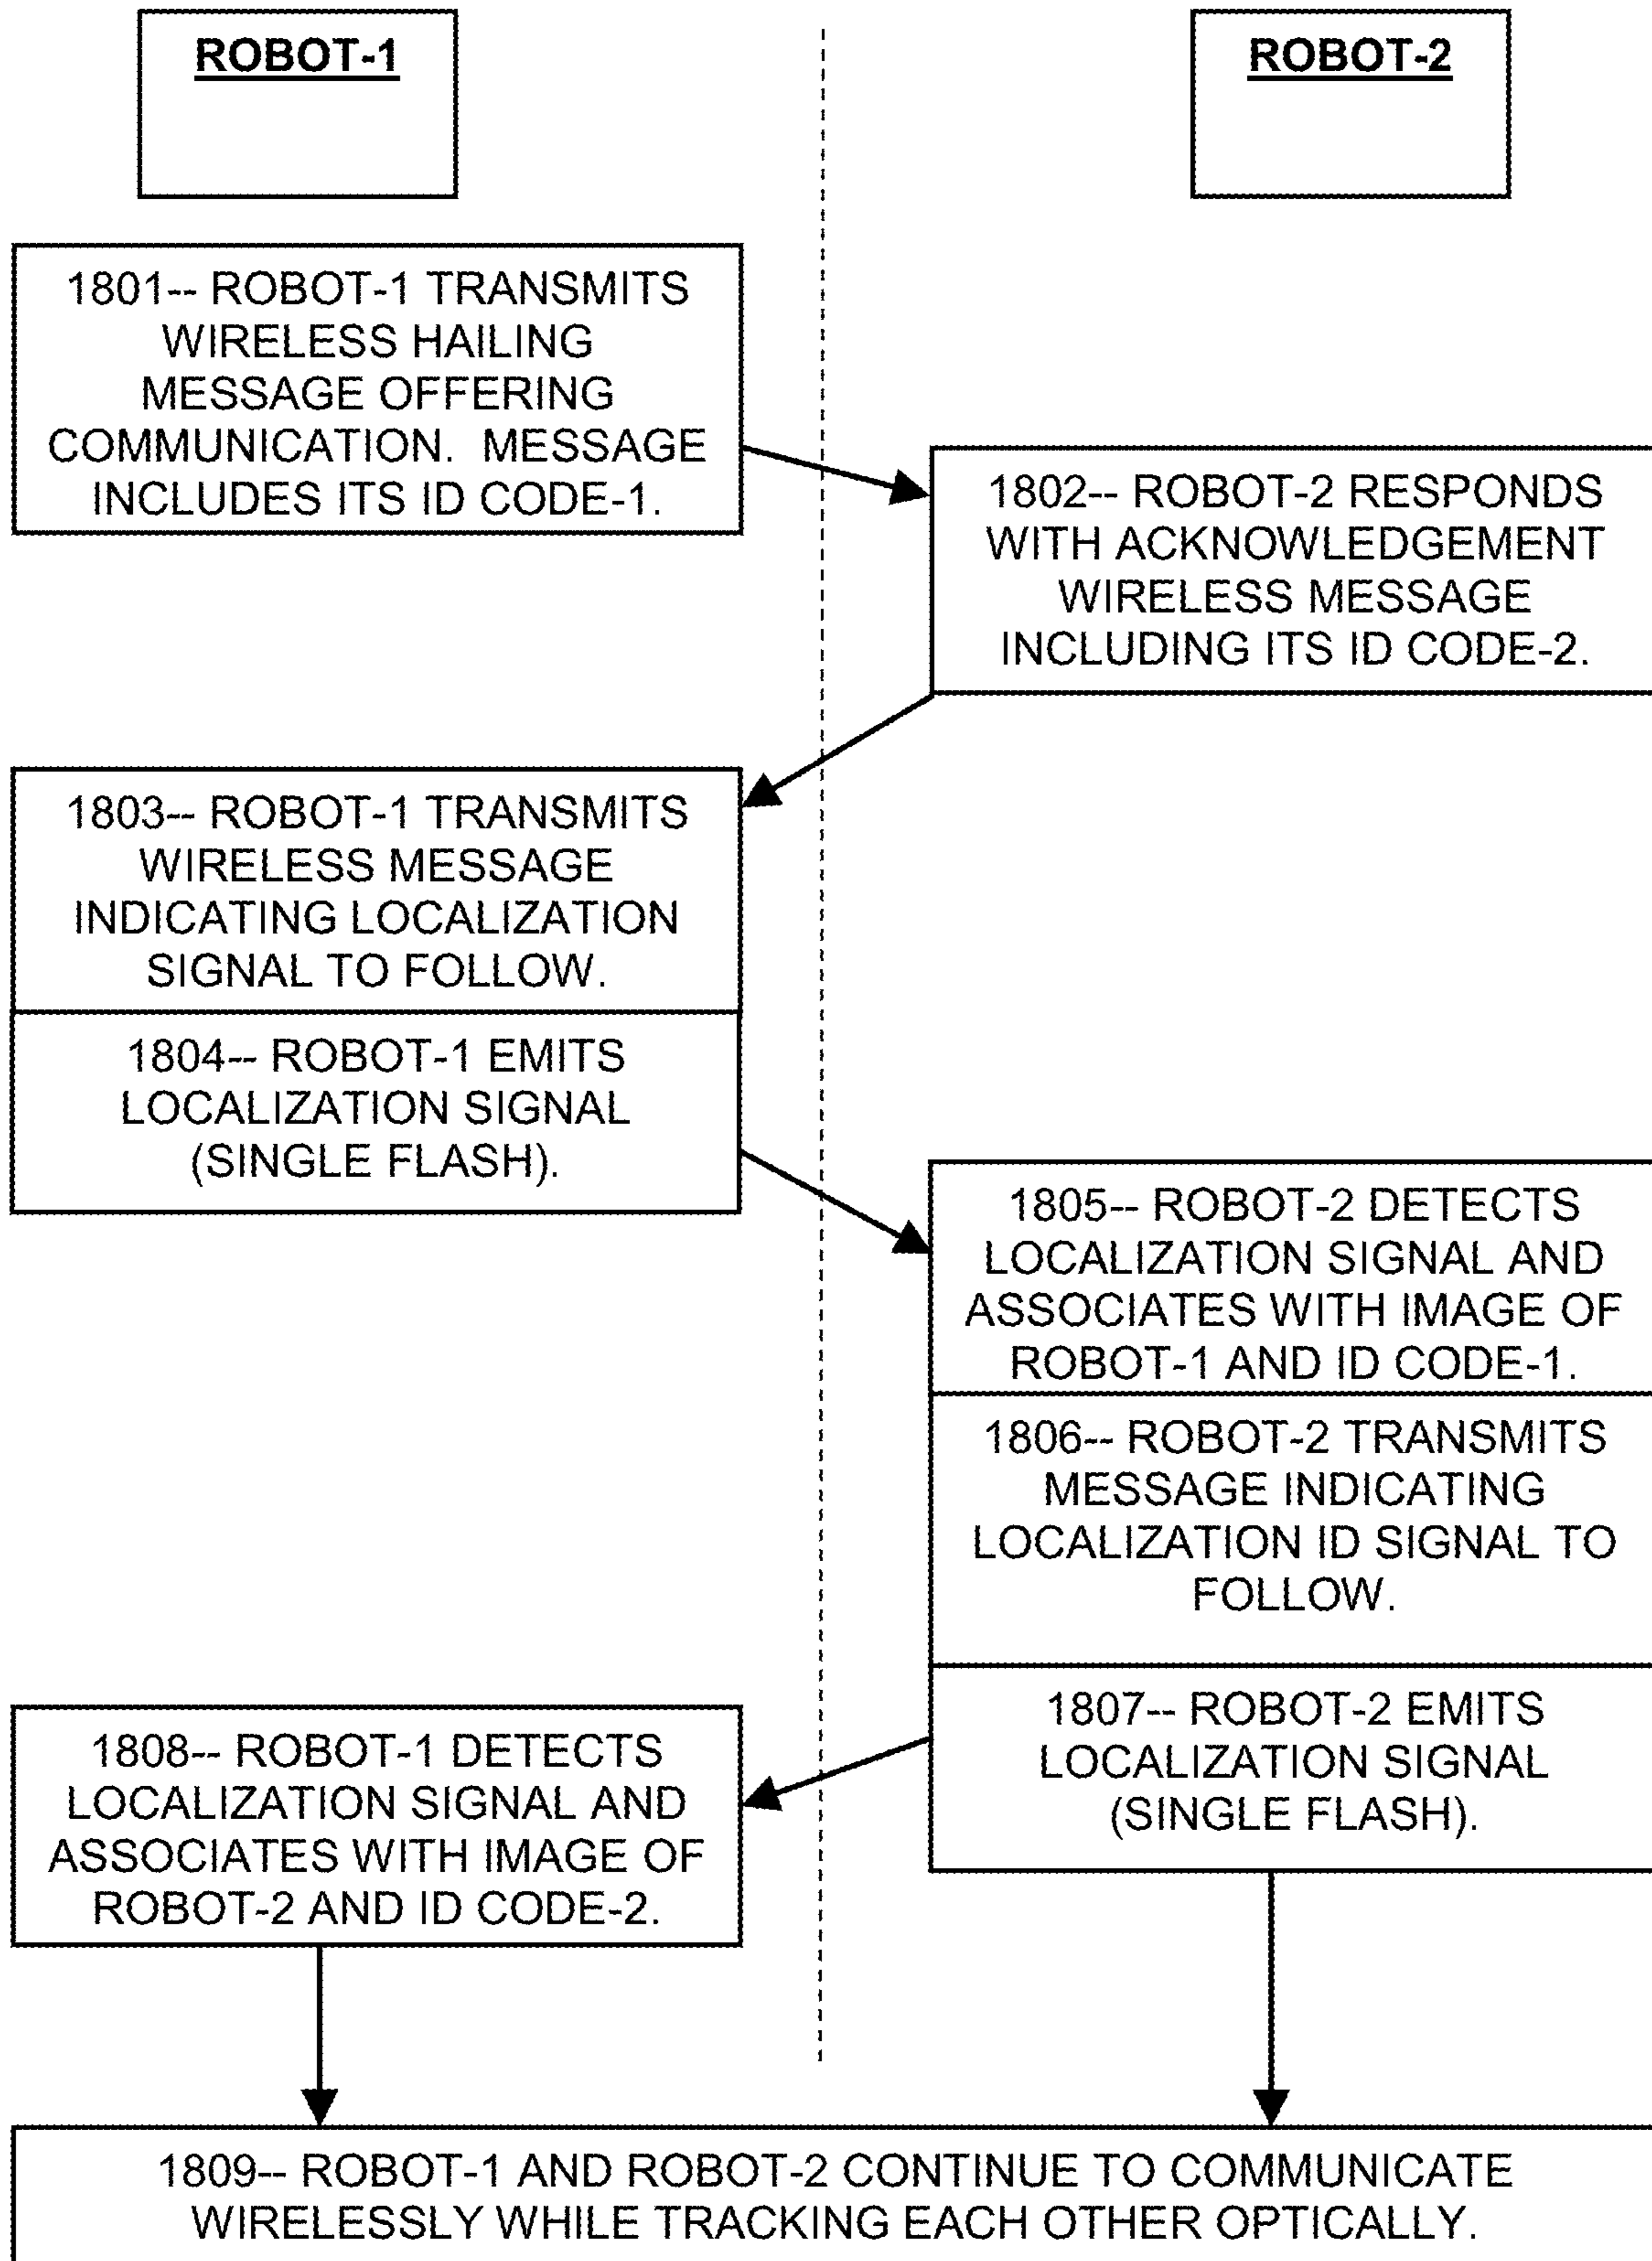 ROBOT-1
ROBOT-2
1801-- ROBOT-1 TRANSMITS
WIRELESS HAILING
MESSAGE OFFERING
COMMUNICATION. MESSAGE
INCLUDES ITS ID CODE-1.
1802-- ROBOT-2 RESPONDS
WITH ACKNOWLEDGEMENT
WIRELESS MESSAGE
INCLUDING ITS ID CODE-2.
1803-- ROBOT-1 TRANSMITS
WIRELESS MESSAGE
INDICATING LOCALIZATION
SIGNAL TO FOLLOW.
1804-- ROBOT-1 EMITS
LOCALIZATION SIGNAL
(SINGLE FLASH).
1805-- ROBOT-2 DETECTS
LOCALIZATION SIGNAL AND
ASSOCIATES WITH IMAGE OF
ROBOT-1 AND ID CODE-1.
1806-- ROBOT-2 TRANSMITS
MESSAGE INDICATING
LOCALIZATION ID SIGNAL TO
FOLLOW.
1807-- ROBOT-2 EMITS
LOCALIZATION SIGNAL
(SINGLE FLASH).
1808-- ROBOT-1 DETECTS
LOCALIZATION SIGNAL AND
ASSOCIATES WITH IMAGE OF
ROBOT-2 AND ID CODE-2.
1809-- ROBOT-1 AND ROBOT-2 CONTINUE TO COMMUNICATE
WIRELESSLY WHILE TRACKING EACH OTHER OPTICALLY.